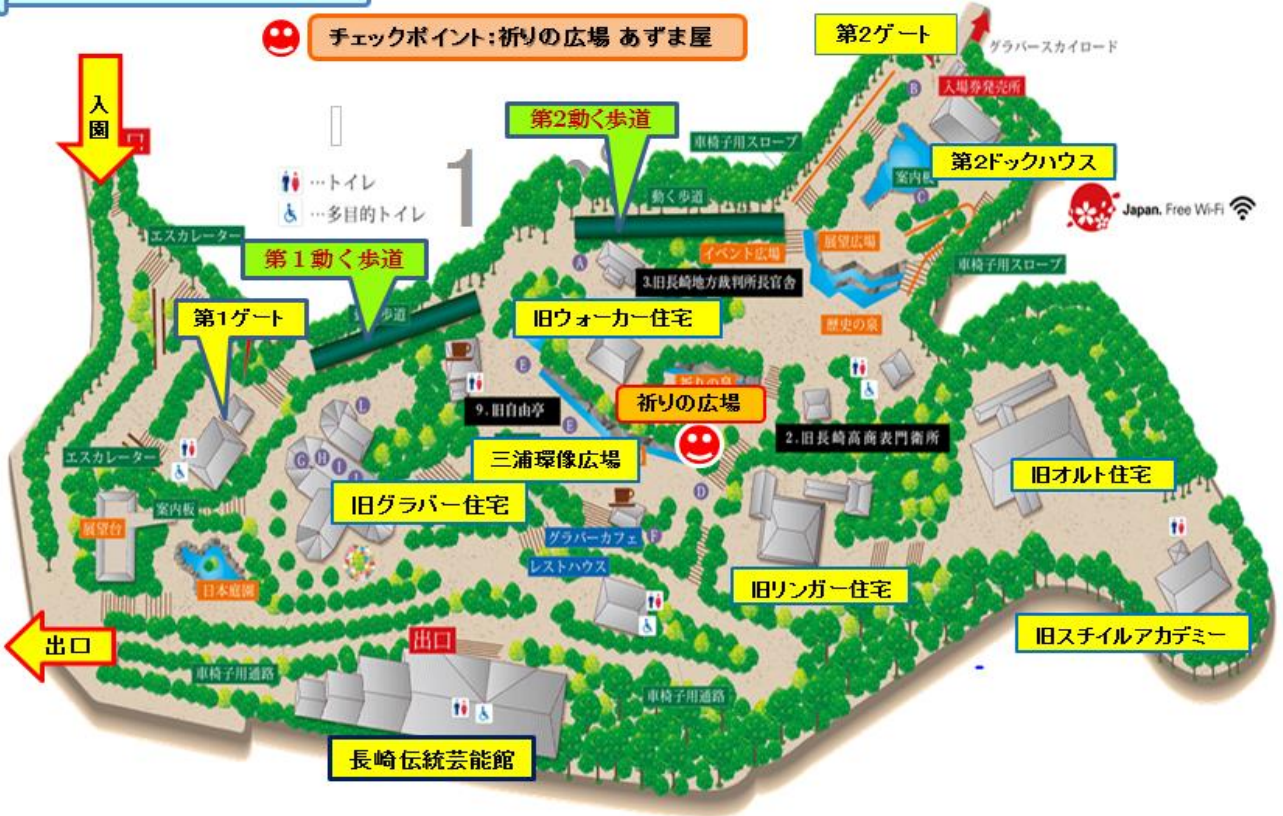 チェックポイント:祈りの広場 あずま屋
第2ゲート
グラバースカイロード
入園
入場券発売所
B
第2動く歩道
車椅子用スロープ
1
…トイレ
…多目的トイレ
第2ドックハウス
案内板
C
Japan. Free Wi-Fi
動く歩道
エスカレーター
第1動く歩道
イベント広場
展望広場
A
3.旧長崎地方裁判所長官舎
車椅子用スロープ
第1ゲート
旧ウォーカー住宅
歴史の泉
E
祈りの泉
祈りの広場
9.旧自由亭
L
E
2.旧長崎高商表門衛所
エスカレーター
G
H
I
三浦環像広場
旧オルト住宅
D
旧グラバー住宅
案内板
展望台
グラバーカフェ
F
レストハウス
日本庭園
旧リンガー住宅
出口
出口
旧スチイルアカデミー
車椅子用通路
車椅子用通路
長崎伝統芸能館